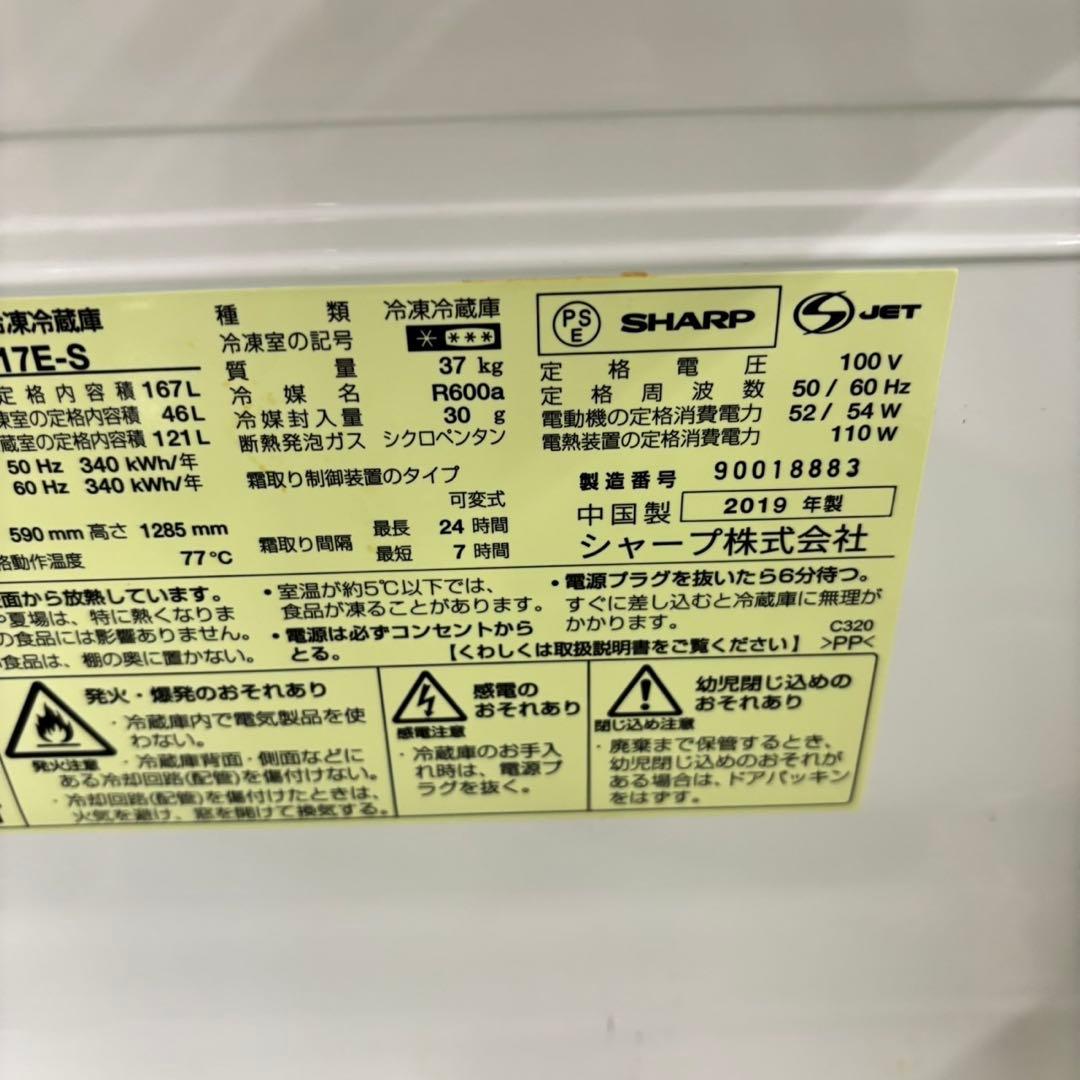 冷凍冷蔵庫
17E-S
定格内容積 167L
凍室の定格内容積 46L
蔵室の定格内容積 121L
50 Hz 340 kWh/年
60 Hz 340 kWh/年
590 mm 高さ 1285 mm
格動作温度 77℃
種類 冷凍冷蔵庫
冷凍室の記号 ＊ ＊＊＊
質量 37 kg
冷媒名 R600a
冷媒封入量 30 g
断熱発泡ガス シクロペンタン
霜取り制御装置のタイプ
可変式
霜取り間隔 最長 24 時間
最短 7 時間
PS E SHARP
S JET
定格電圧 100 V
定格周波数 50 / 60 Hz
電動機の定格消費電力 52 / 54 W
電熱装置の定格消費電力 110 W
製造番号 90018883
中国製 2019 年製
シャープ株式会社
面から放熱しています。
や夏場は、特に熱くなりま
の食品には影響ありません。
食品は、棚の奥に置かない。
・室温が約5℃以下では、
食品が凍ることがあります。
・電源は必ずコンセントから
とる。
・電源プラグを抜いたら6分待つ。
すぐに差し込むと冷蔵庫に無理が
かかります。
C320
【くわしくは取扱説明書をご覧ください】 >PP<
発火注意
発火・爆発のおそれあり
・冷蔵庫内で電気製品を使
わない。
・冷蔵庫背面・側面などに
ある冷却回路(配管)を傷付けない。
・冷却回路(配管)を傷付けたときは、
火気を避け、窓を開けて換気する。
感電注意
感電の
おそれあり
・冷蔵庫のお手入
れ時は、電源プ
ラグを抜く。
閉じ込め注意
幼児閉じ込めの
おそれあり
・廃棄まで保管するとき、
幼児閉じ込めのおそれが
ある場合は、ドアパッキン
をはずす。